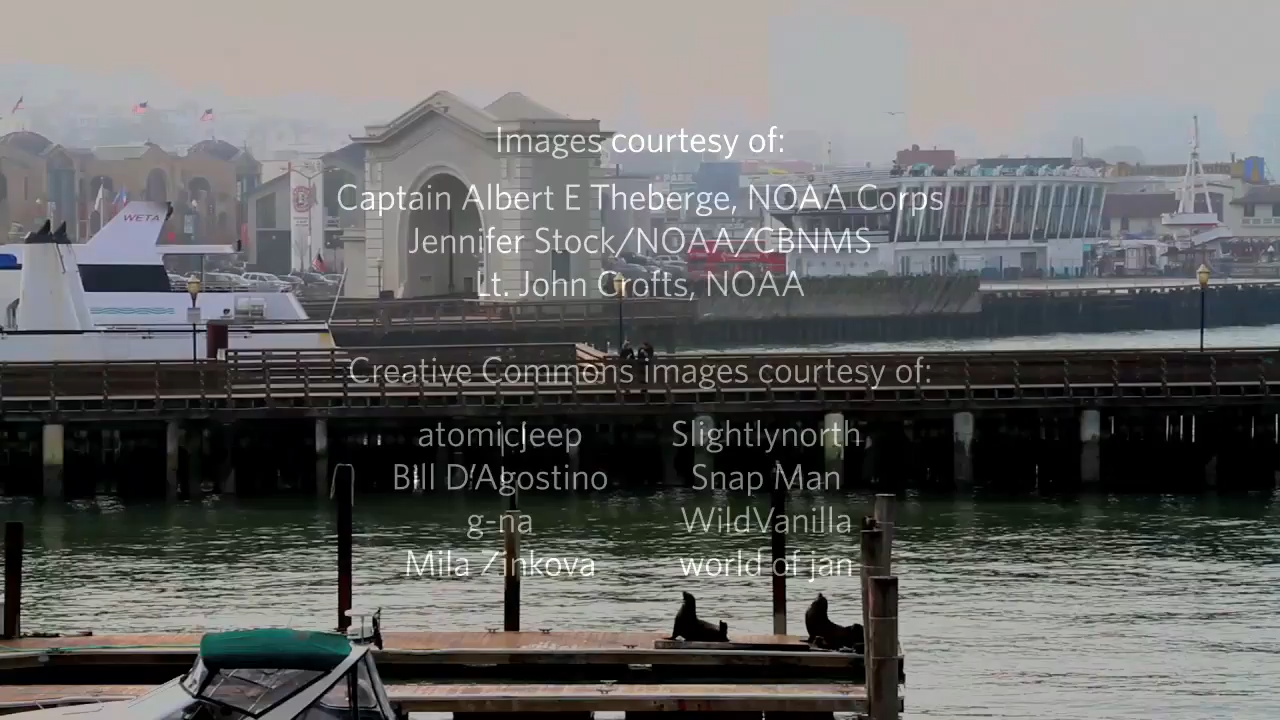 Images courtesy of:
Captain Albert E Theberge, NOAA Corps
Jennifer Stock/NOAA/CBNMS
Lt. John Crofts, NOAA
Creative Commons images courtesy of:
atomicjeep
Slightlynorth
Bill D'Agostino
Snap Man
g-na
WildVanilla
Mila Zinkova
world of jan
WETA